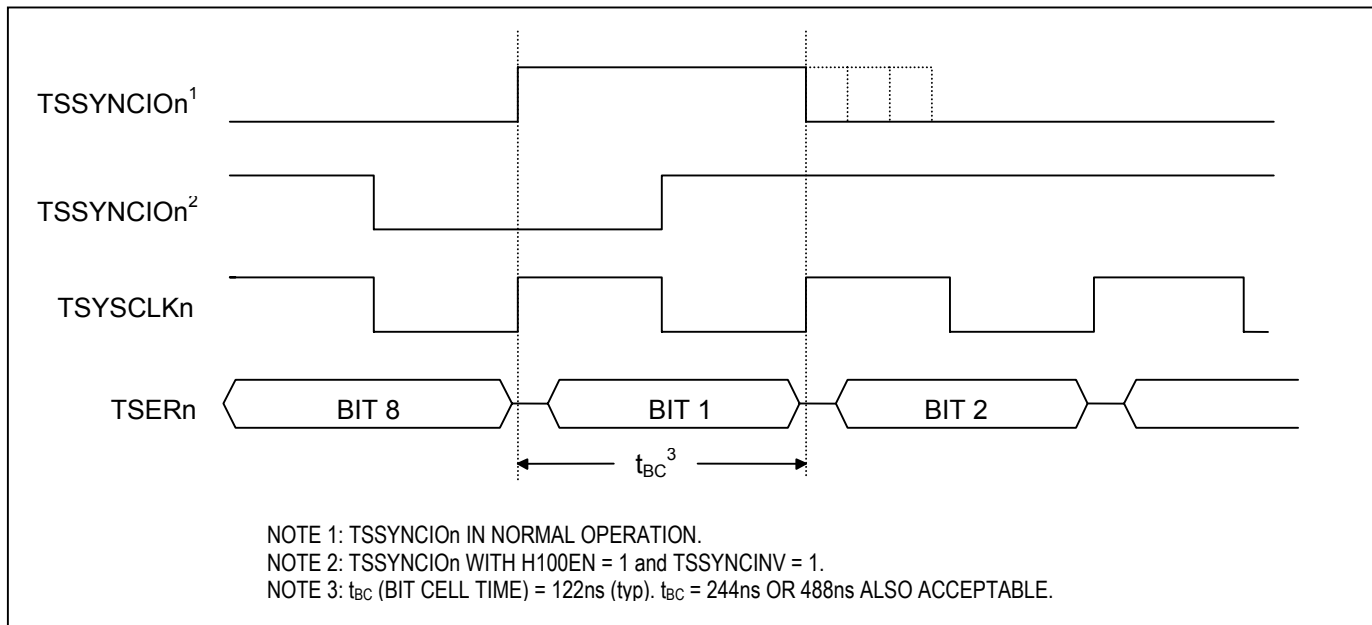 TSSYNCIOn¹
TSSYNCIOn²
TSYSCLKn
TSERn
BIT 8
BIT 1
BIT 2
tBC³
NOTE 1: TSSYNCIOn IN NORMAL OPERATION.
NOTE 2: TSSYNCIOn WITH H100EN = 1 and TSSYNCINV = 1.
NOTE 3: tBC (BIT CELL TIME) = 122ns (typ). tBC = 244ns OR 488ns ALSO ACCEPTABLE.